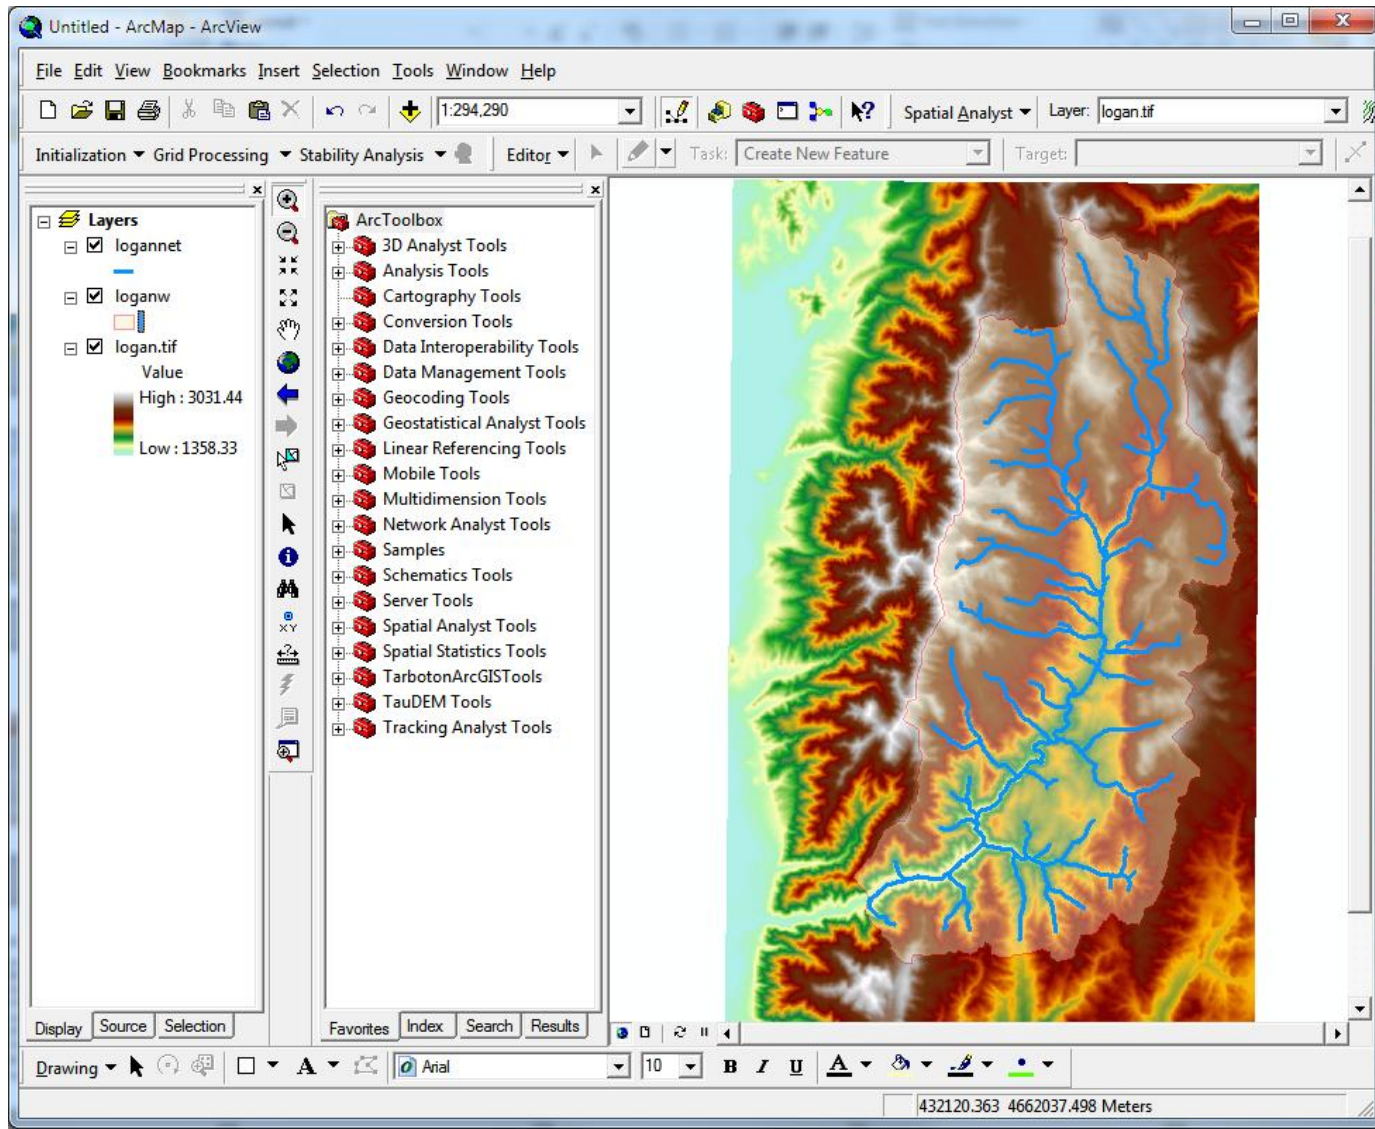 Untitled - ArcMap - ArcView
File Edit View Bookmarks Insert Selection Tools Window Help
1:294,290 Spatial Analyst Layer: logan.tif
Initialization Grid Processing Stability Analysis Editor Task: Create New Feature Target:
Layers
logannet
loganw
logan.tif
Value
High : 3031.44
Low : 1358.33
Display Source Selection
XY
ArcToolbox
3D Analyst Tools
Analysis Tools
Cartography Tools
Conversion Tools
Data Interoperability Tools
Data Management Tools
Geocoding Tools
Geostatistical Analyst Tools
Linear Referencing Tools
Mobile Tools
Multidimension Tools
Network Analyst Tools
Samples
Schematics Tools
Server Tools
Spatial Analyst Tools
Spatial Statistics Tools
TarbotonArcGISTools
TauDEM Tools
Tracking Analyst Tools
Favorites Index Search Results
Drawing A Arial 10 B I U A
432120.363 4662037.498 Meters